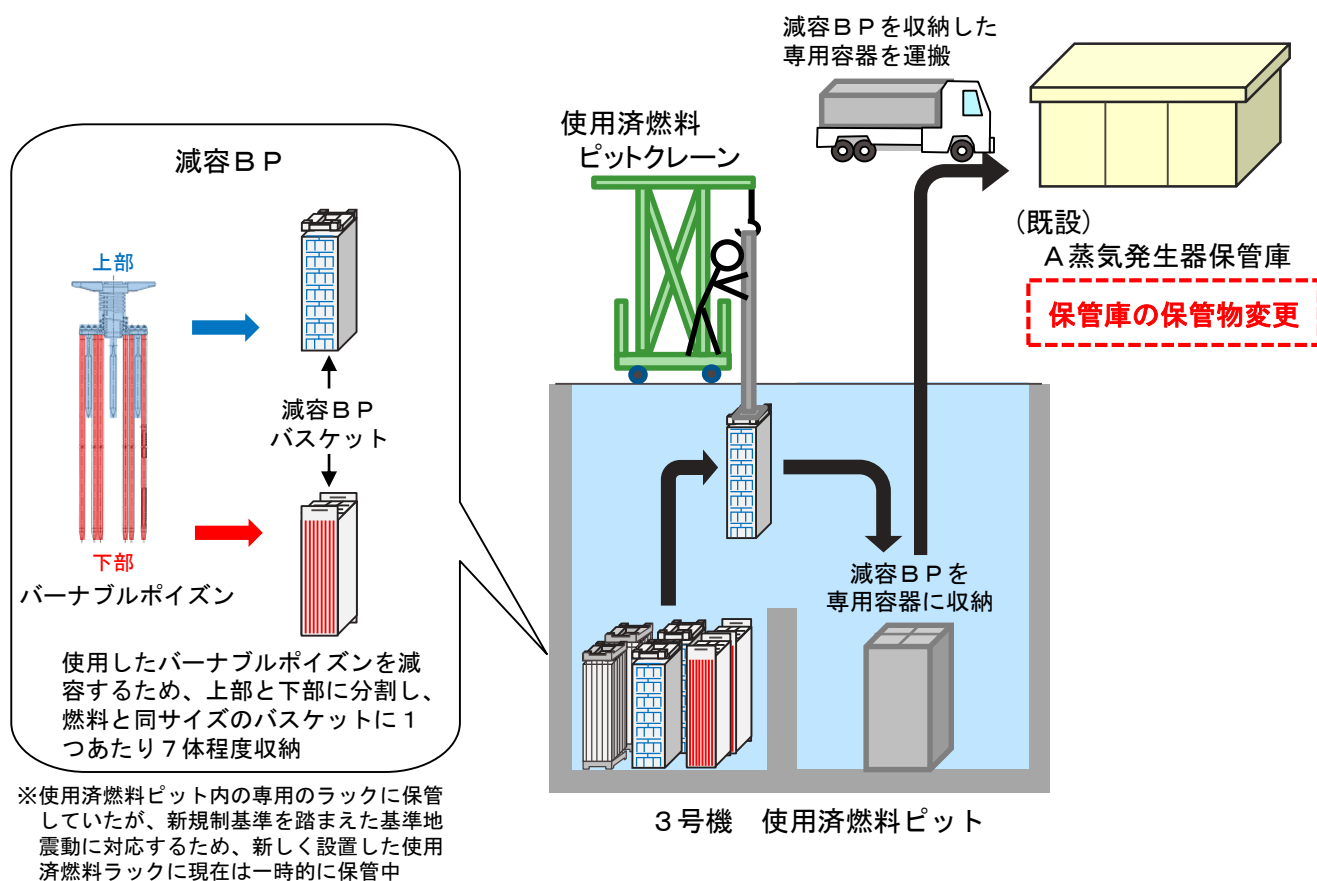 減容ＢＰ
上部
下部
バーナブルポイズン
減容ＢＰ
バスケット
使用したバーナブルポイズンを減
容するため、上部と下部に分割し、
燃料と同サイズのバスケットに１
つあたり７体程度収納
※使用済燃料ピット内の専用のラックに保管
していたが、新規制基準を踏まえた基準地
震動に対応するため、新しく設置した使用
済燃料ラックに現在は一時的に保管中
使用済燃料
ピットクレーン
減容ＢＰを収納した
専用容器を運搬
（既設）
Ａ蒸気発生器保管庫
保管庫の保管物変更
減容ＢＰを
専用容器に収納
３号機　使用済燃料ピット